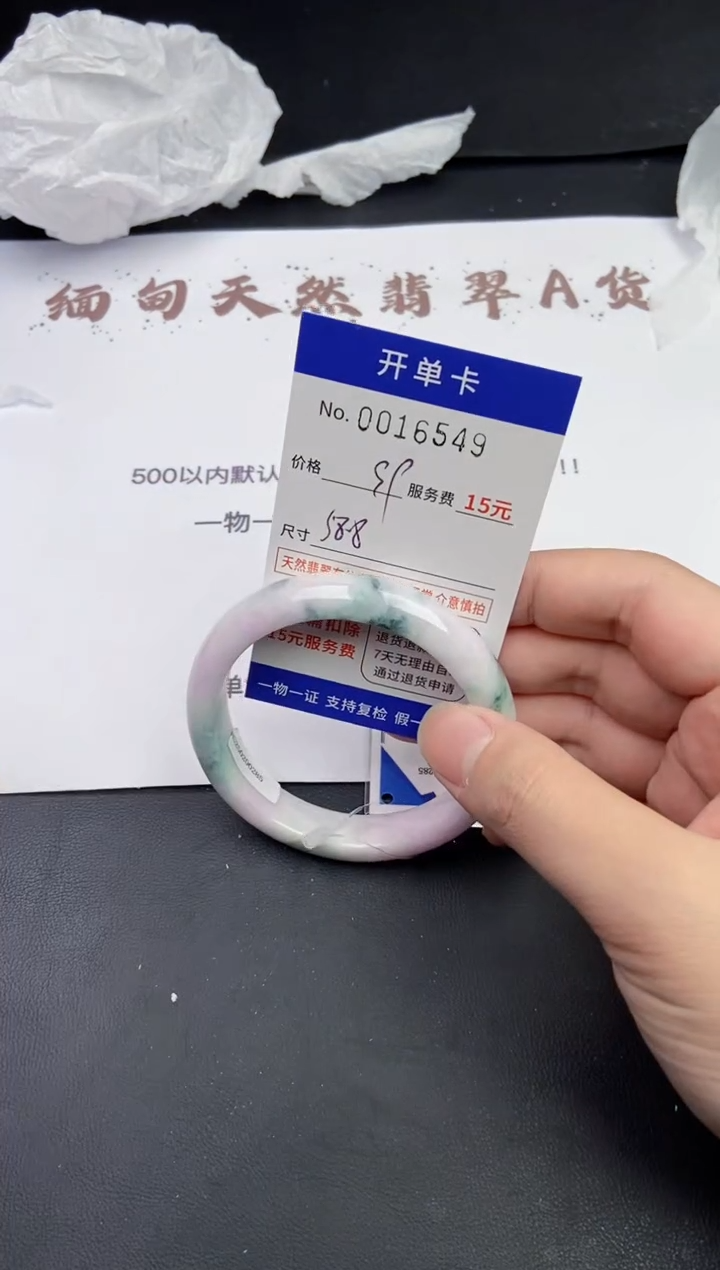 缅甸天然翡翠A货
开单卡
No. 0016549
500以内默认
!!
价格
服务费 15元
一物一
尺寸 58.8
天然翡翠
介意慎拍
扣除
15元服务费
7天无理由
通过退货申请
单
一物一证 支持复检 假一
285